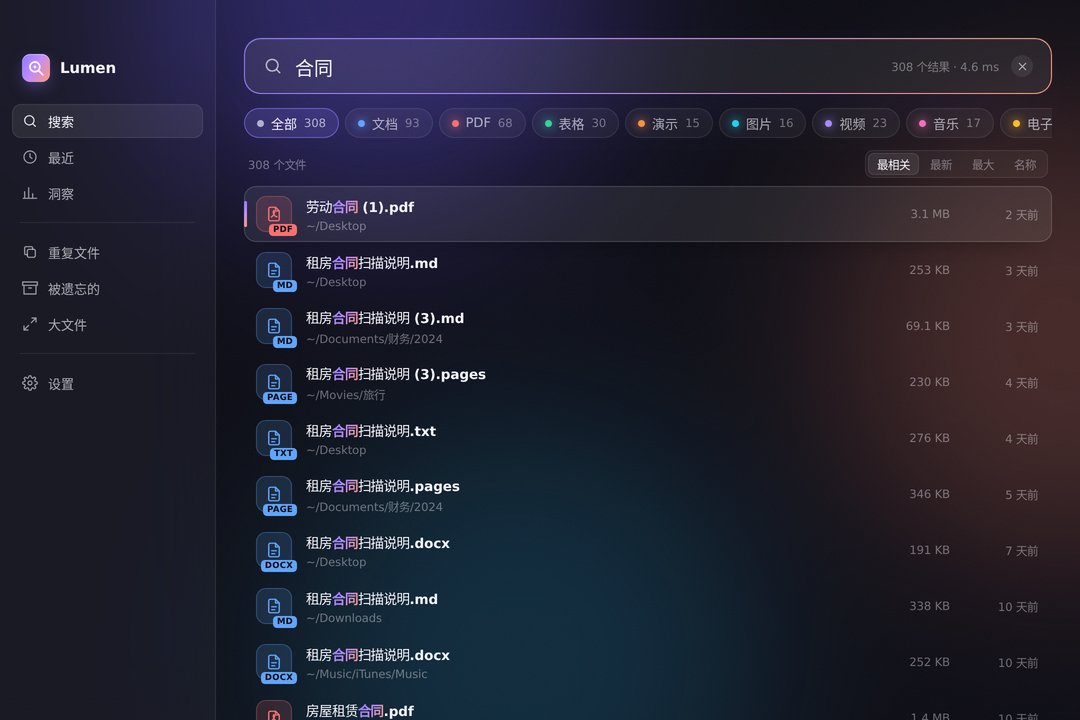 Lumen
搜索
最近
洞察
重复文件
被遗忘的
大文件
设置
合同
308 个结果 · 4.6 ms
全部 308
文档 93
PDF 68
表格 30
演示 15
图片 16
视频 23
音乐 17
电子
308 个文件
最相关 最新 最大 名称
劳动合同 (1).pdf
~/Desktop
3.1 MB 2 天前
PDF
租房合同扫描说明.md
~/Desktop
253 KB 3 天前
MD
租房合同扫描说明 (3).md
~/Documents/财务/2024
69.1 KB 3 天前
MD
租房合同扫描说明 (3).pages
~/Movies/旅行
230 KB 4 天前
PAGE
租房合同扫描说明.txt
~/Desktop
276 KB 4 天前
TXT
租房合同扫描说明.pages
~/Documents/财务/2024
346 KB 5 天前
PAGE
租房合同扫描说明.docx
~/Desktop
191 KB 7 天前
DOCX
租房合同扫描说明.md
~/Downloads
338 KB 10 天前
MD
租房合同扫描说明.docx
~/Music/iTunes/Music
252 KB 10 天前
DOCX
房屋租赁合同.pdf
1.4 MB 10 天前